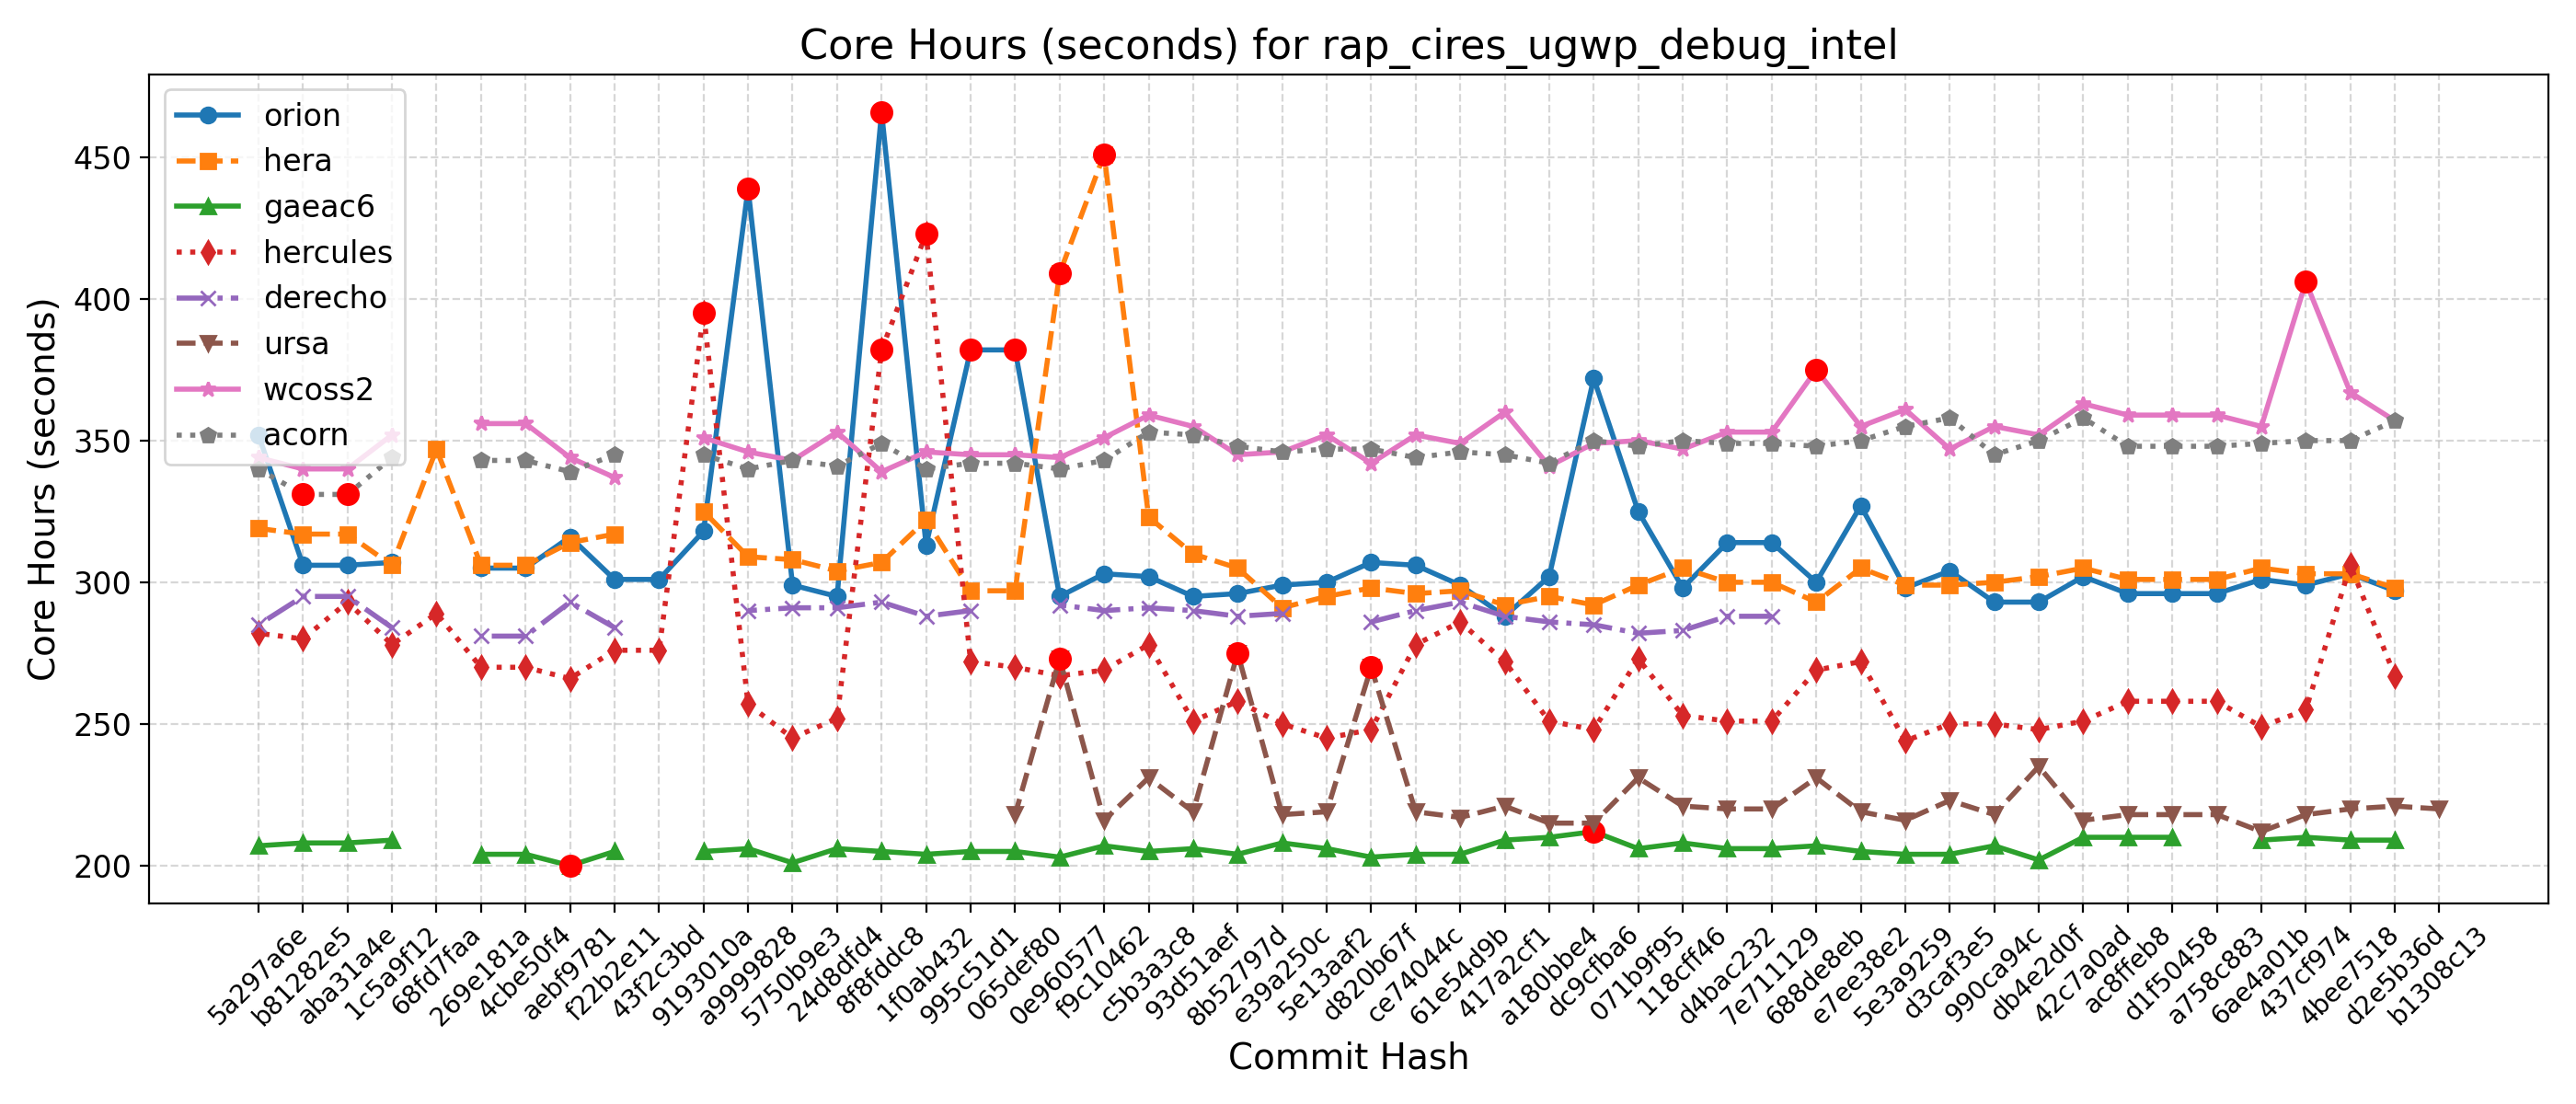 Core Hours (seconds) for rap_cires_ugwp_debug_intel
orion
hera
gaeac6
hercules
derecho
ursa
wcoss2
acorn
Core Hours (seconds)
450
400
350
300
250
200
5a297a6e
b81282e5
aba31a4e
1c5a9f12
68fd7faa
269e181a
4cbe50f4
aebf9781
f22b2e11
43f2c3bd
9193010a
a9999828
5750b9e3
24d8dfd4
8f8fddc8
1f0ab432
995c51d1
065def80
0e960577
f9c10462
c5b3a3c8
93d51aef
8b52797d
e39a250c
5e13aaf2
d820b67f
ce74044c
61e54d9b
417a2cf1
a180bbe4
dc9cfba6
071b9f95
118cff46
d4bac232
7e711129
688de8eb
e7ee38e2
5e3a9259
d3caf3e5
990ca94c
db4e2d0f
42c7a0ad
ac8ffeb8
d1f50458
a758c883
6ae4a01b
437cf974
4bee7518
d2e5b36d
b1308c13
Commit Hash